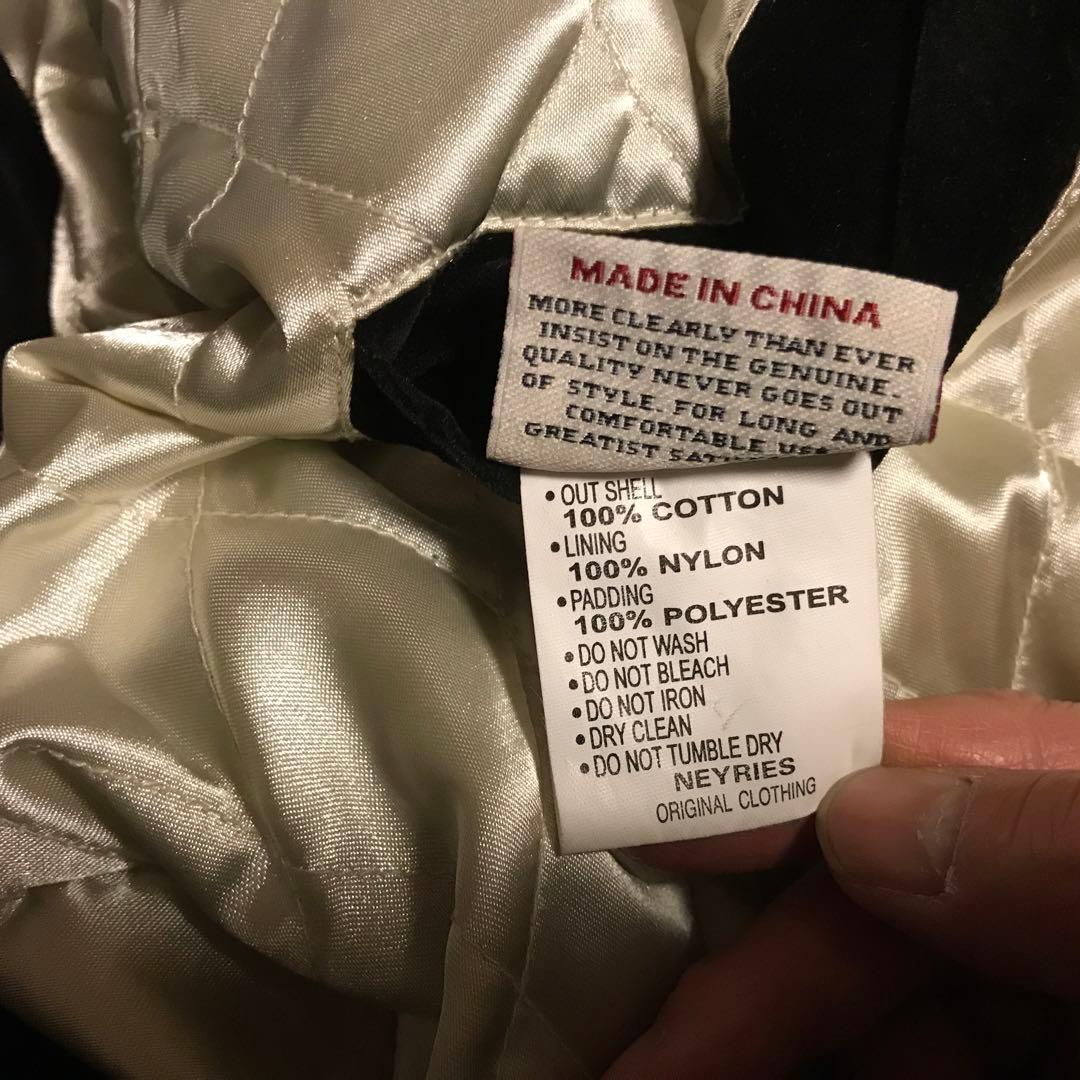 MADE IN CHINA
MORE CLEARLY THAN EVER
INSIST ON THE GENUINE.
QUALITY NEVER GOES OUT
OF STYLE. FOR LONG AND
COMFORTABLE
GREATIST
• OUT SHELL
100% COTTON
• LINING
100% NYLON
• PADDING
100% POLYESTER
• DO NOT WASH
• DO NOT BLEACH
• DO NOT IRON
• DRY CLEAN
• DO NOT TUMBLE DRY
NEYRIES
ORIGINAL CLOTHING